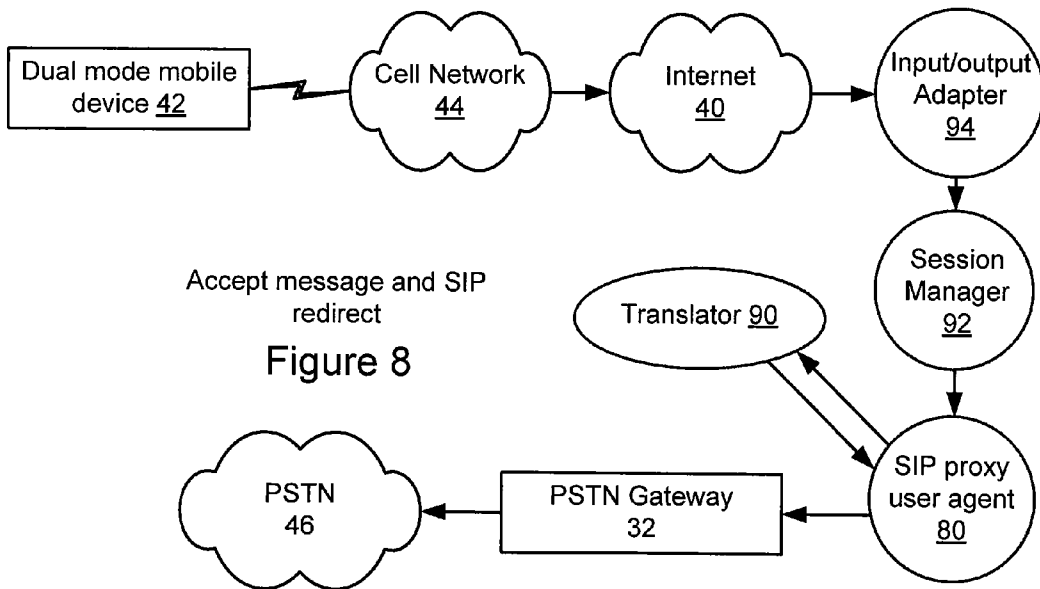 Dual mode mobile
device 42
Cell Network
44
Internet
40
Input/output
Adapter
94
Session
Manager
92
Accept message and SIP
redirect
Figure 8
Translator 90
SIP proxy
user agent
80
PSTN Gateway
32
PSTN
46